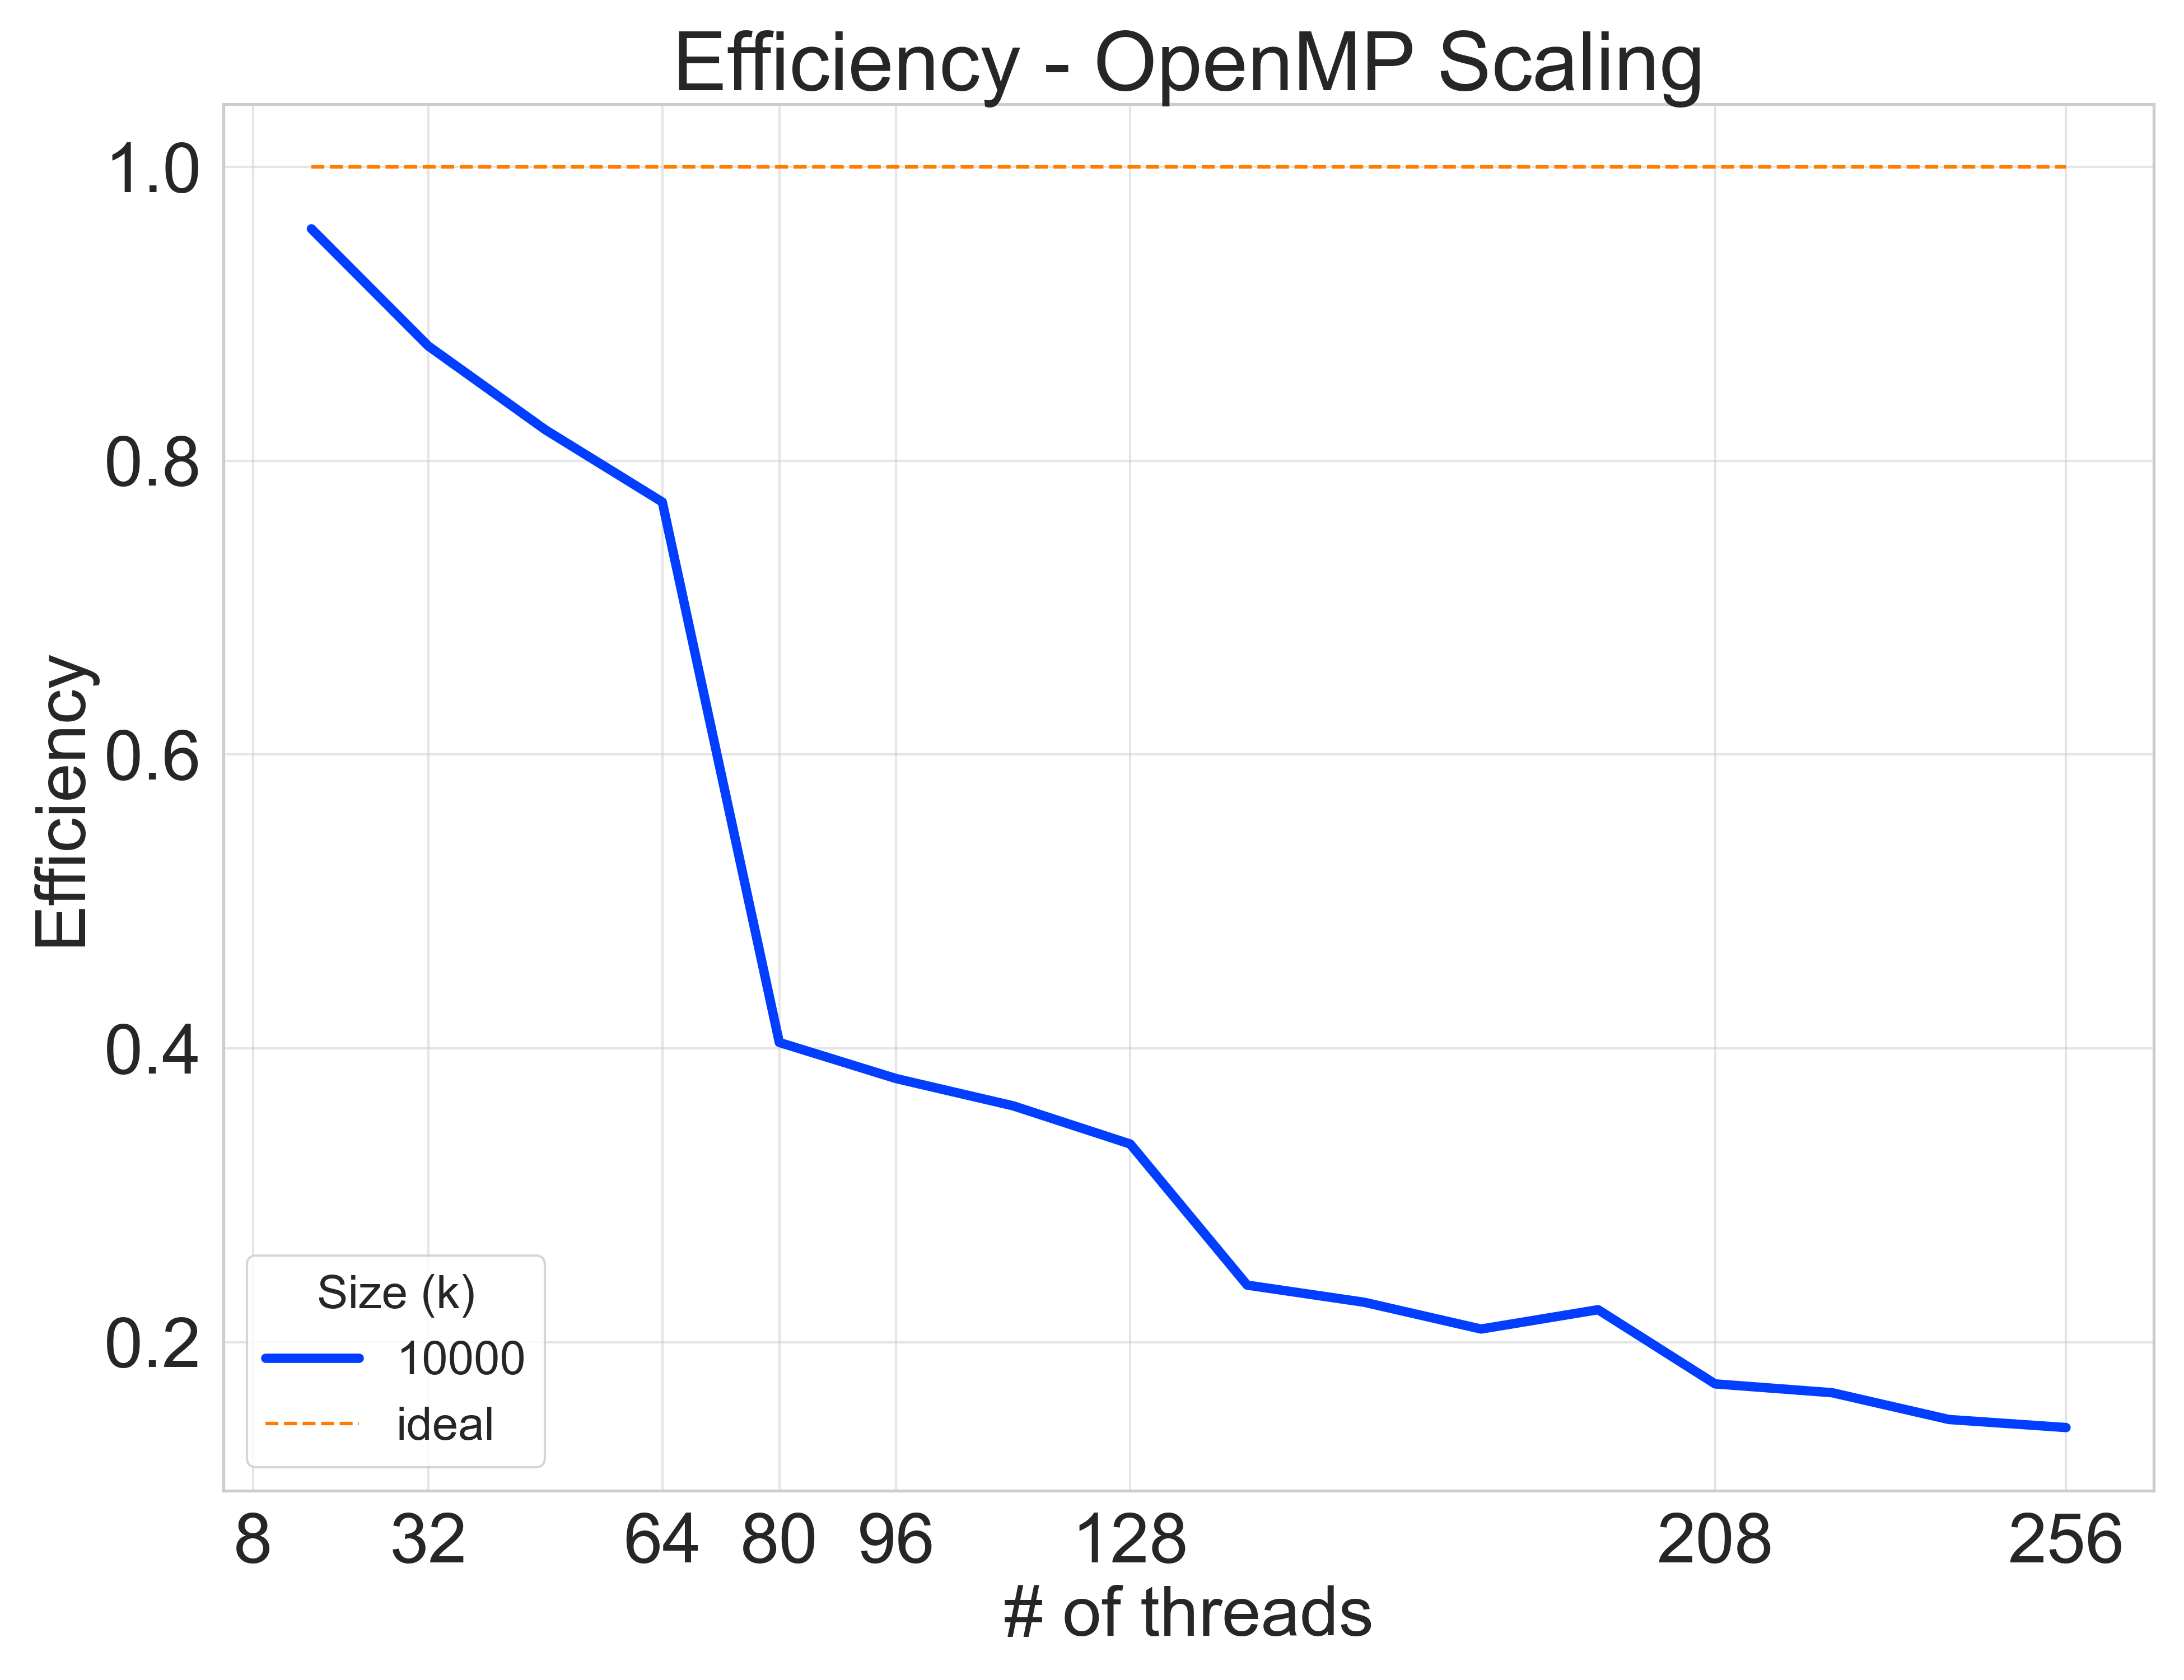 Efficiency - OpenMP Scaling
1.0
0.8
0.6
0.4
0.2
Efficiency
Size (k)
10000
ideal
8 32 64 80 96 128 208 256
# of threads